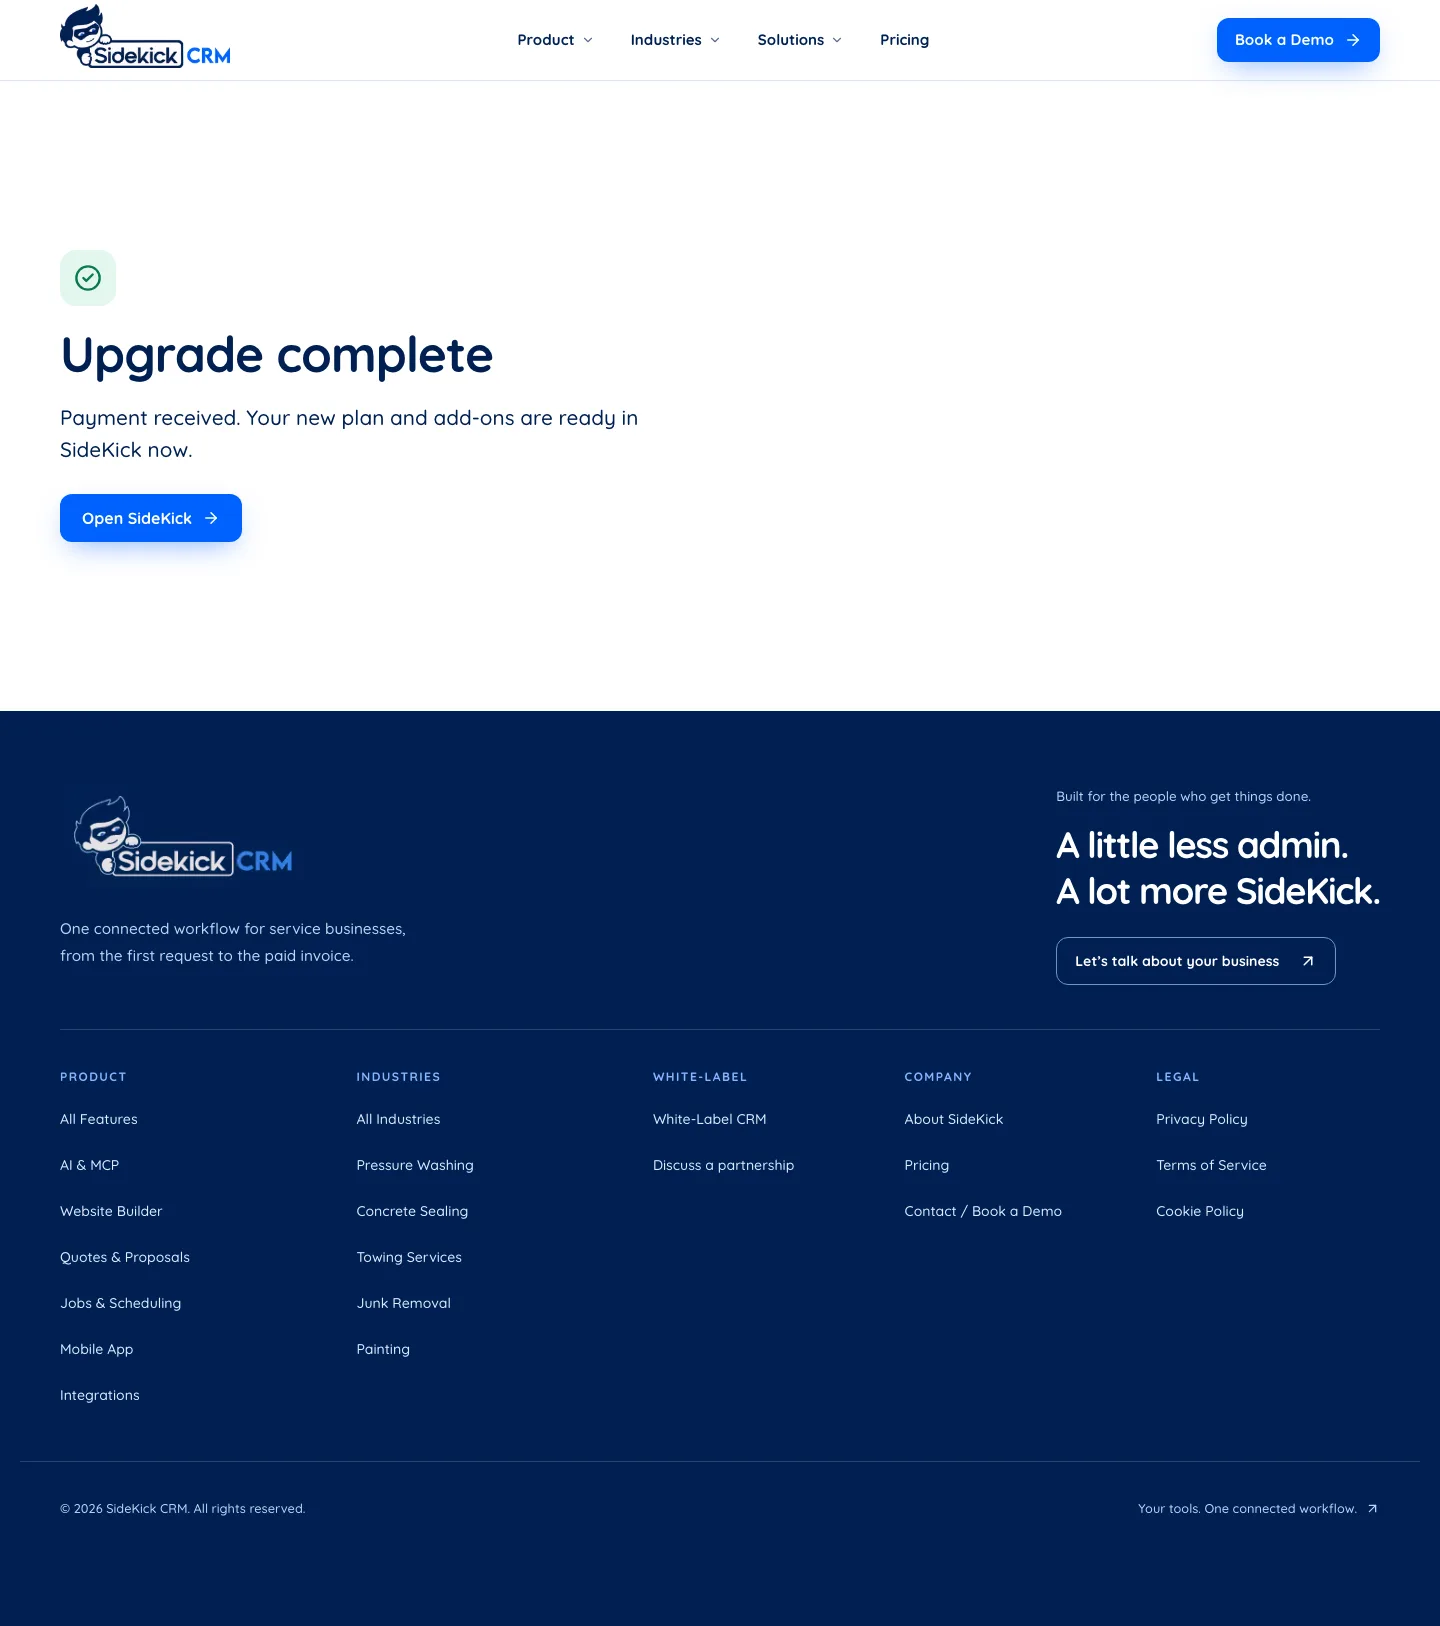 Sidekick CRM
Product
Industries
Solutions
Pricing
Book a Demo
Upgrade complete
Payment received. Your new plan and add-ons are ready in
SideKick now.
Open SideKick
Sidekick CRM
One connected workflow for service businesses,
from the first request to the paid invoice.
Built for the people who get things done.
A little less admin.
A lot more SideKick.
Let’s talk about your business
PRODUCT
All Features
AI & MCP
Website Builder
Quotes & Proposals
Jobs & Scheduling
Mobile App
Integrations
INDUSTRIES
All Industries
Pressure Washing
Concrete Sealing
Towing Services
Junk Removal
Painting
WHITE-LABEL
White-Label CRM
Discuss a partnership
COMPANY
About SideKick
Pricing
Contact / Book a Demo
LEGAL
Privacy Policy
Terms of Service
Cookie Policy
© 2026 SideKick CRM. All rights reserved.
Your tools. One connected workflow.